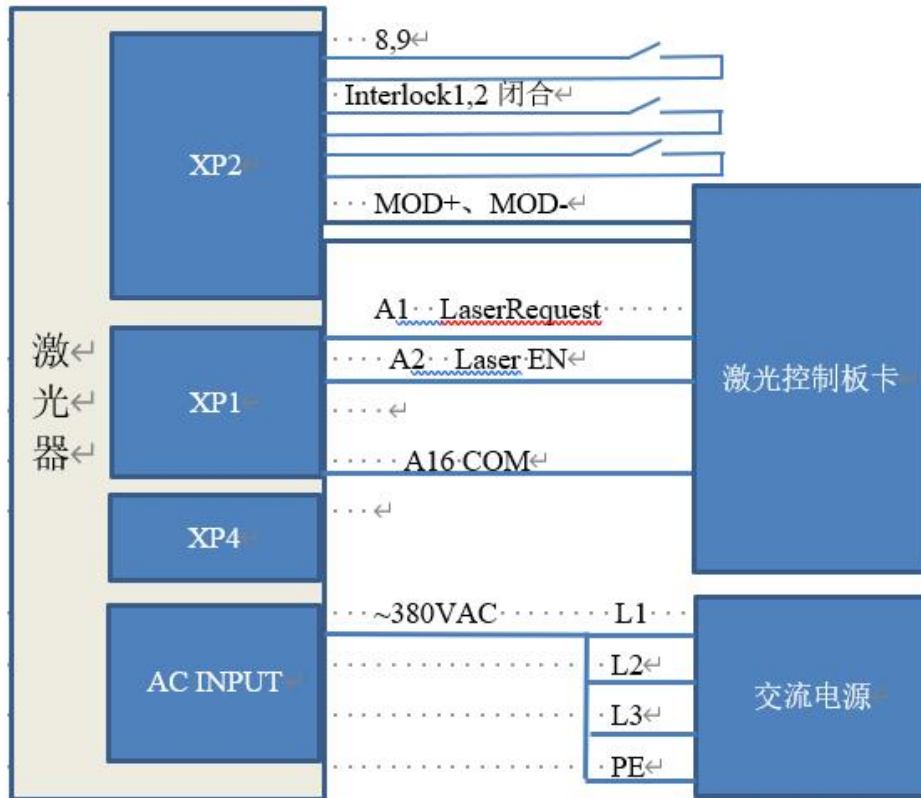 8,9
Interlock1,2 闭合
XP2
MOD+、MOD-
A1 LaserRequest
A2 Laser EN
激
光
器
XP1
激光控制板卡
A16 COM
XP4
~380VAC L1
L2
AC INPUT
交流电源
L3
PE